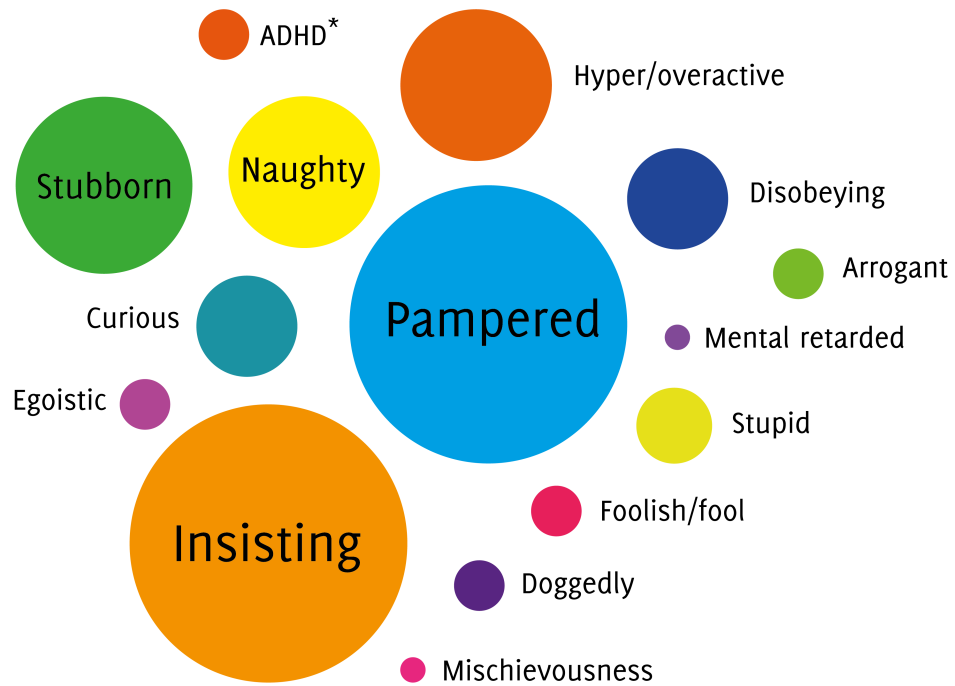 ADHD*
Hyper/overactive
Stubborn
Naughty
Disobeying
Arrogant
Curious
Pampered
Mental retarded
Egoistic
Stupid
Foolish/fool
Insisting
Doggedly
Mischievousness